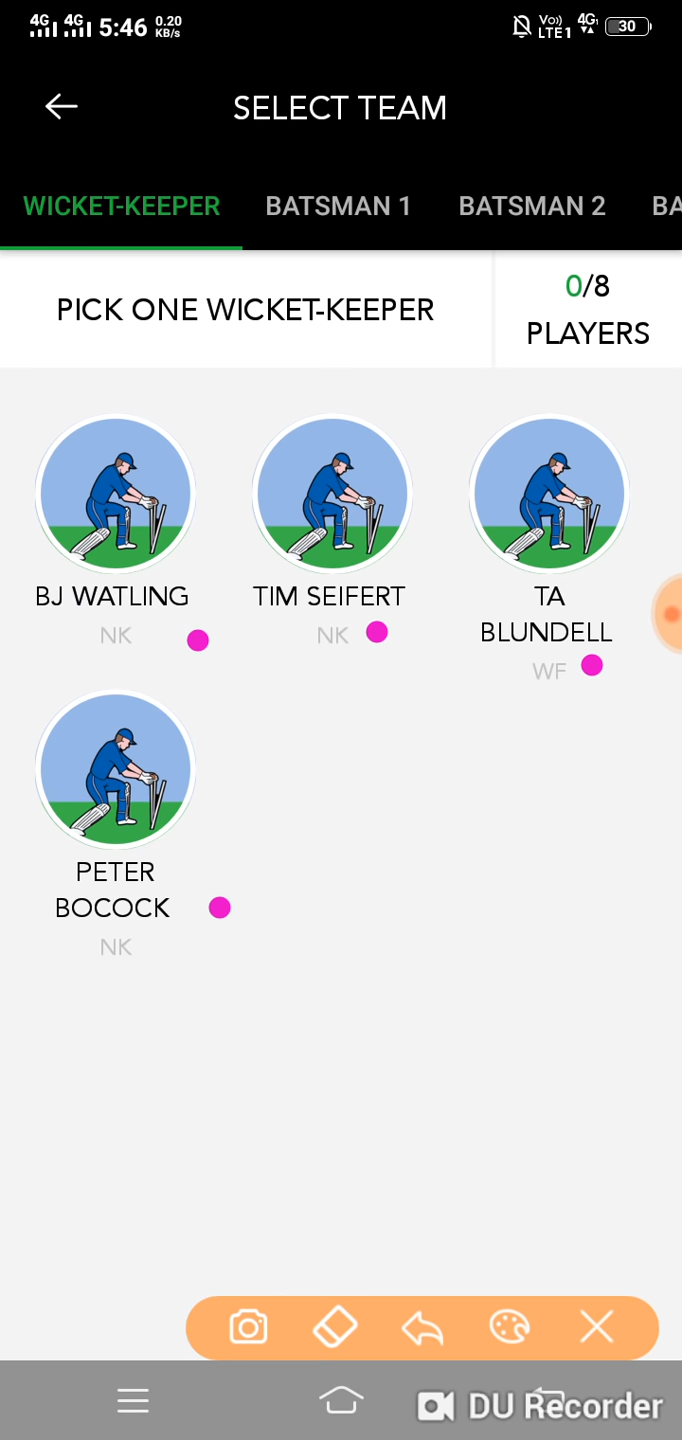 4G 4G 5:46 0.20 KB/s Vo)) LTE1 4G1 30
SELECT TEAM
WICKET-KEEPER BATSMAN 1 BATSMAN 2 BA
PICK ONE WICKET-KEEPER
0/8
PLAYERS
BJ WATLING
NK
TIM SEIFERT
NK
TA
BLUNDELL
WF
PETER
BOCOCK
NK
DU Recorder